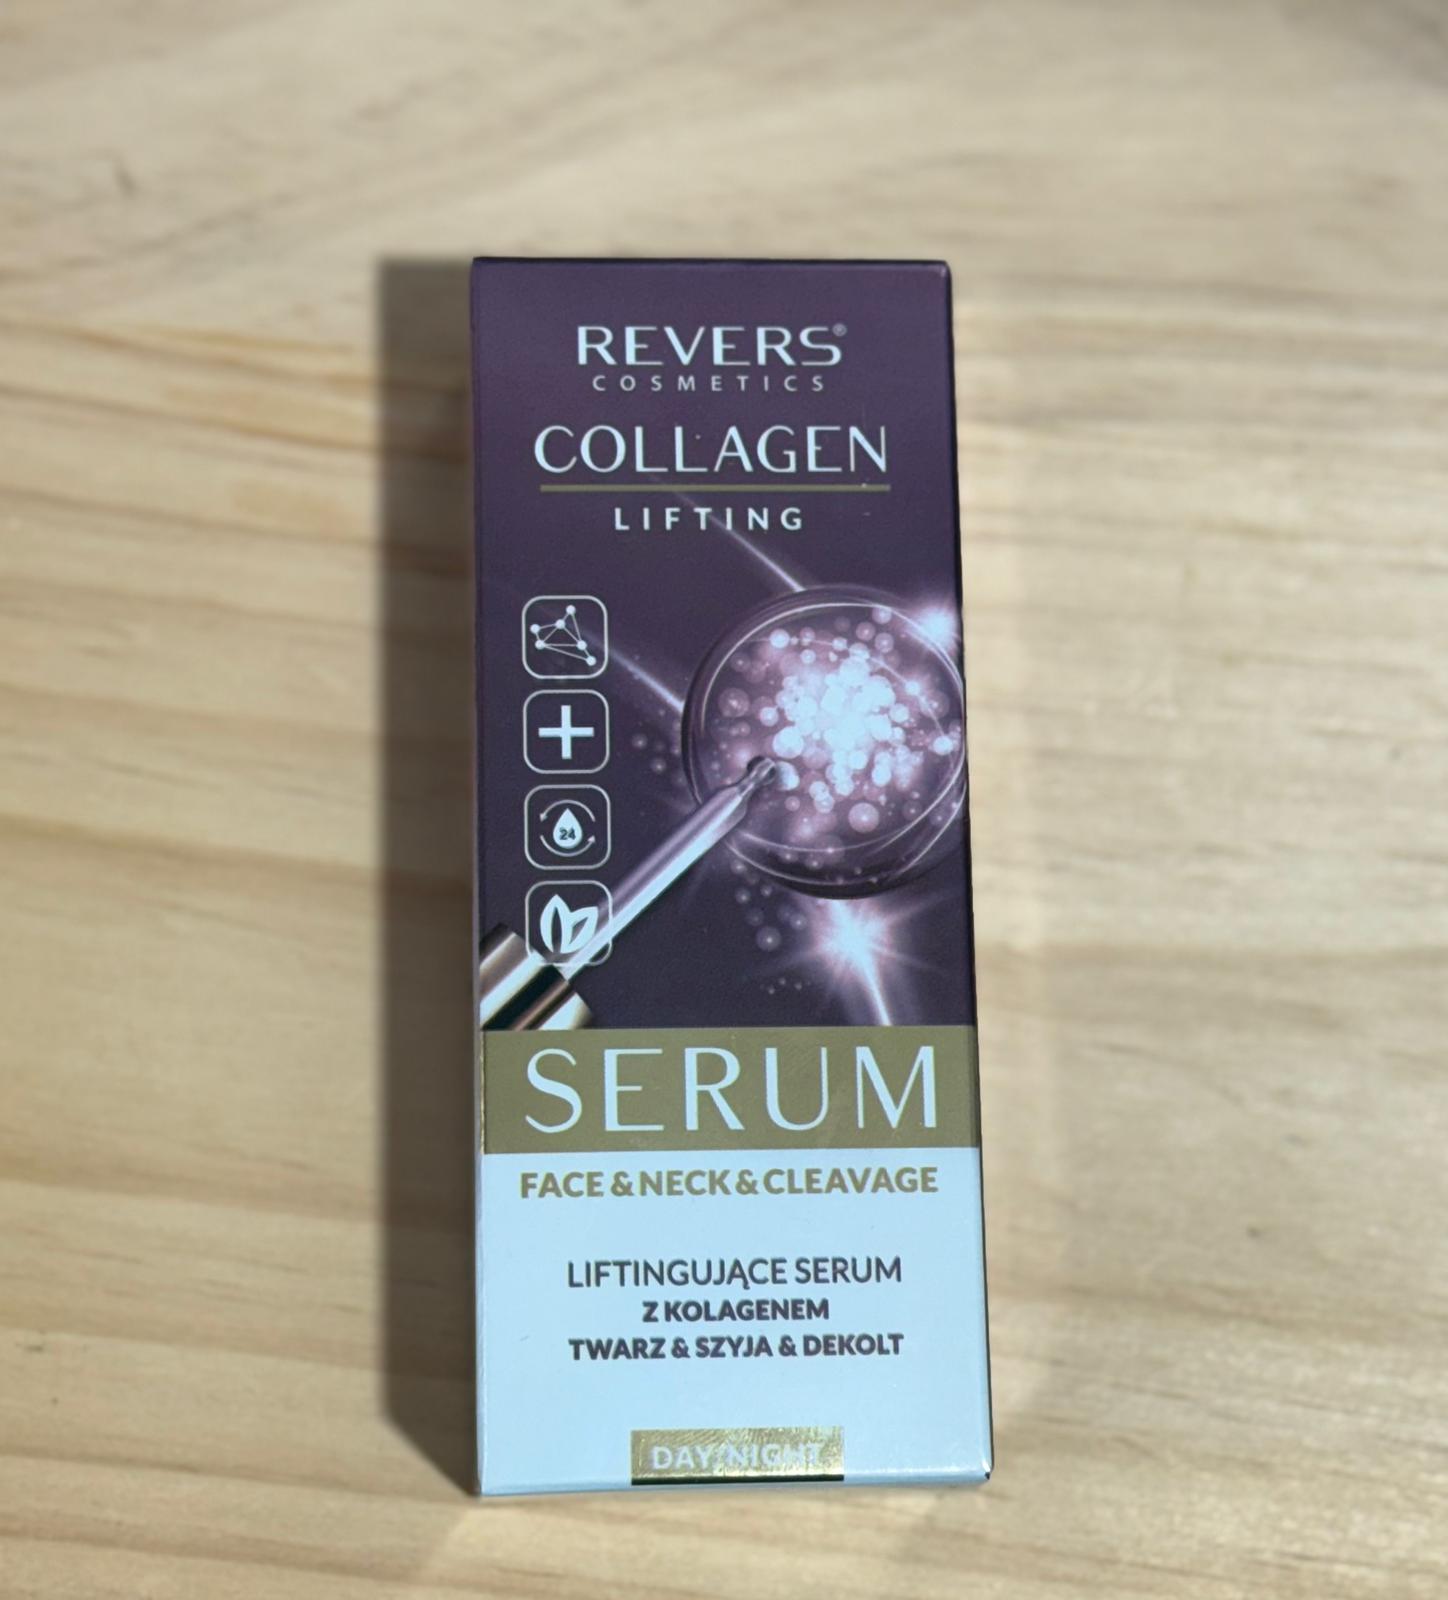 REVERS®
COSMETICS
COLLAGEN
LIFTING
24
SERUM
FACE & NECK & CLEAVAGE
LIFTINGUJĄCE SERUM
Z KOLAGENEM
TWARZ & SZYJA & DEKOLT
DAY/NIGHT